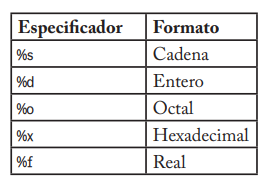 Especificador Formato
%s Cadena
%d Entero
%o Octal
%x Hexadecimal
%f Real